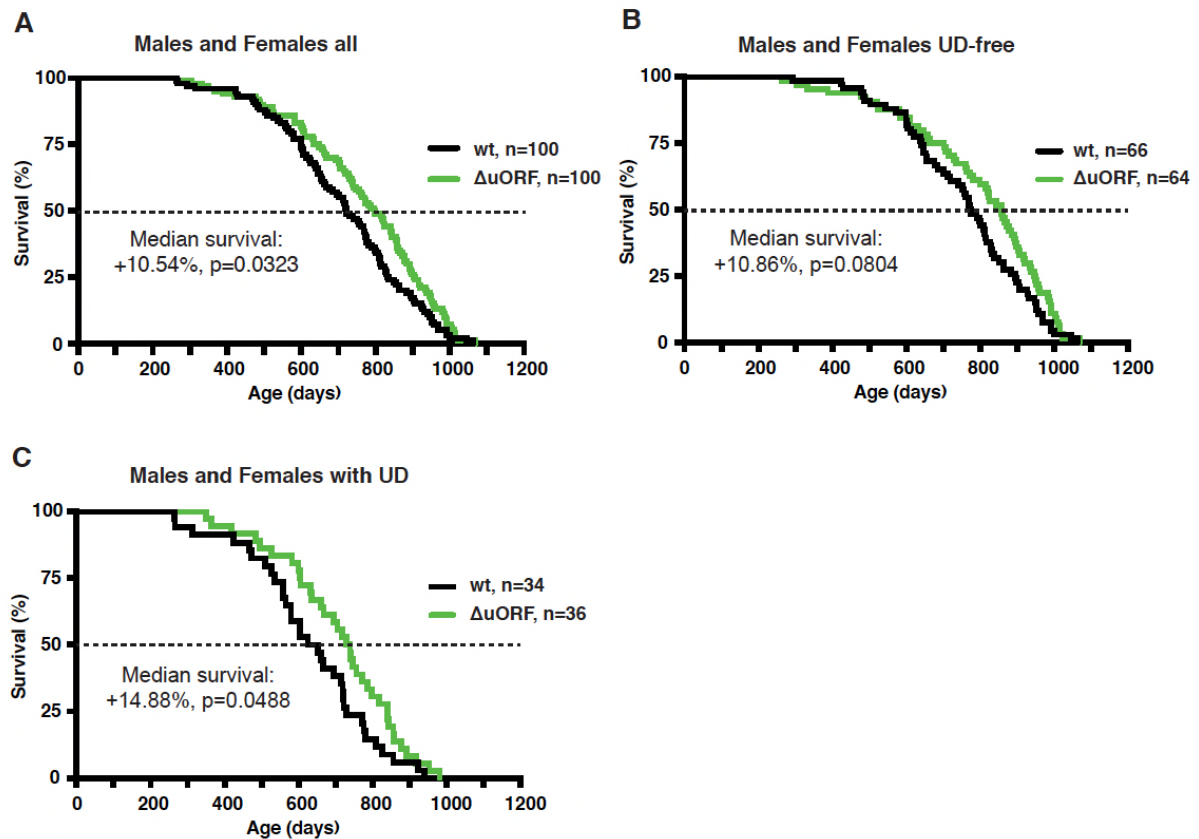 A
Males and Females all
100
75
50
25
0
Survival (%)
wt, n=100
ΔuORF, n=100
Median survival:
+10.54%, p=0.0323
0 200 400 600 800 1000 1200
Age (days)
B
Males and Females UD-free
100
75
50
25
0
Survival (%)
wt, n=66
ΔuORF, n=64
Median survival:
+10.86%, p=0.0804
0 200 400 600 800 1000 1200
Age (days)
C
Males and Females with UD
100
75
50
25
0
Survival (%)
wt, n=34
ΔuORF, n=36
Median survival:
+14.88%, p=0.0488
0 200 400 600 800 1000 1200
Age (days)